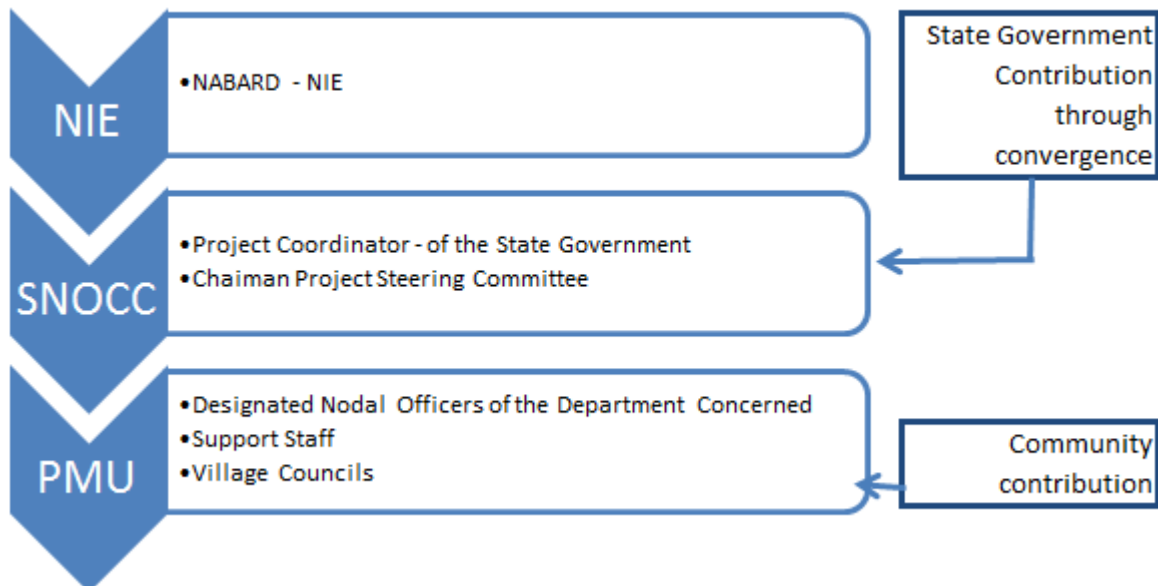 NIE
•NABARD - NIE
State Government
Contribution
through
convergence
SNOCC
•Project Coordinator - of the State Government
•Chaiman Project Steering Committee
PMU
•Designated Nodal Officers of the Department Concerned
•Support Staff
•Village Councils
Community
contribution